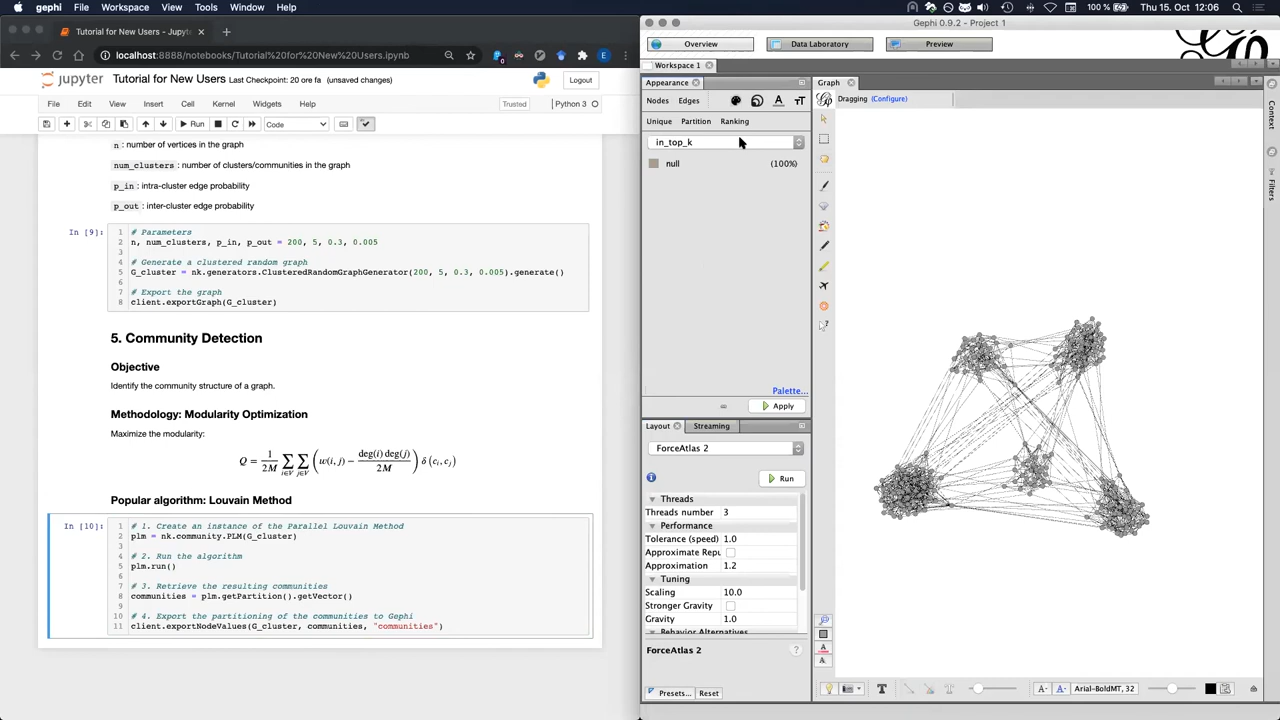 gephi File Workspace View Tools Window Help 100 % Thu 15. Oct 12:06
Tutorial for New Users - Jupyt
localhost:8888/notebooks/Tutorial%20for%20New%20Users.ipynb
E
jupyter Tutorial for New Users Last Checkpoint: 20 ore fa (unsaved changes)
Logout
File Edit View Insert Cell Kernel Widgets Help
Trusted Python 3
Run Code
n : number of vertices in the graph
num_clusters : number of clusters/communities in the graph
p_in : intra-cluster edge probability
p_out : inter-cluster edge probability
In [9]:
1 # Parameters
2 n, num_clusters, p_in, p_out = 200, 5, 0.3, 0.005
3
4 # Generate a clustered random graph
5 G_cluster = nk.generators.ClusteredRandomGraphGenerator(200, 5, 0.3, 0.005).generate()
6
7 # Export the graph
8 client.exportGraph(G_cluster)
5. Community Detection
Objective
Identify the community structure of a graph.
Methodology: Modularity Optimization
Maximize the modularity:
Q = 1/2M ∑i∈V ∑j∈V ( w(i, j) − deg(i) deg(j)/2M ) δ (ci, cj)
Popular algorithm: Louvain Method
In [10]:
1 # 1. Create an instance of the Parallel Louvain Method
2 plm = nk.community.PLM(G_cluster)
3
4 # 2. Run the algorithm
5 plm.run()
6
7 # 3. Retrieve the resulting communities
8 communities = plm.getPartition().getVector()
9
10 # 4. Export the partitioning of the communities to Gephi
11 client.exportNodeValues(G_cluster, communities, "communities")
Gephi 0.9.2 - Project 1
Overview Data Laboratory Preview
Workspace 1
Appearance
Nodes Edges
Unique Partition Ranking
in_top_k
null (100%)
Palette...
Apply
Layout Streaming
ForceAtlas 2
Run
Threads
Threads number 3
Performance
Tolerance (speed) 1.0
Approximate Repu
Approximation 1.2
Tuning
Scaling 10.0
Stronger Gravity
Gravity 1.0
Behavior Alternatives
ForceAtlas 2
Presets... Reset
Graph
Dragging (Configure)
Context
Filters
Arial-BoldMT, 32